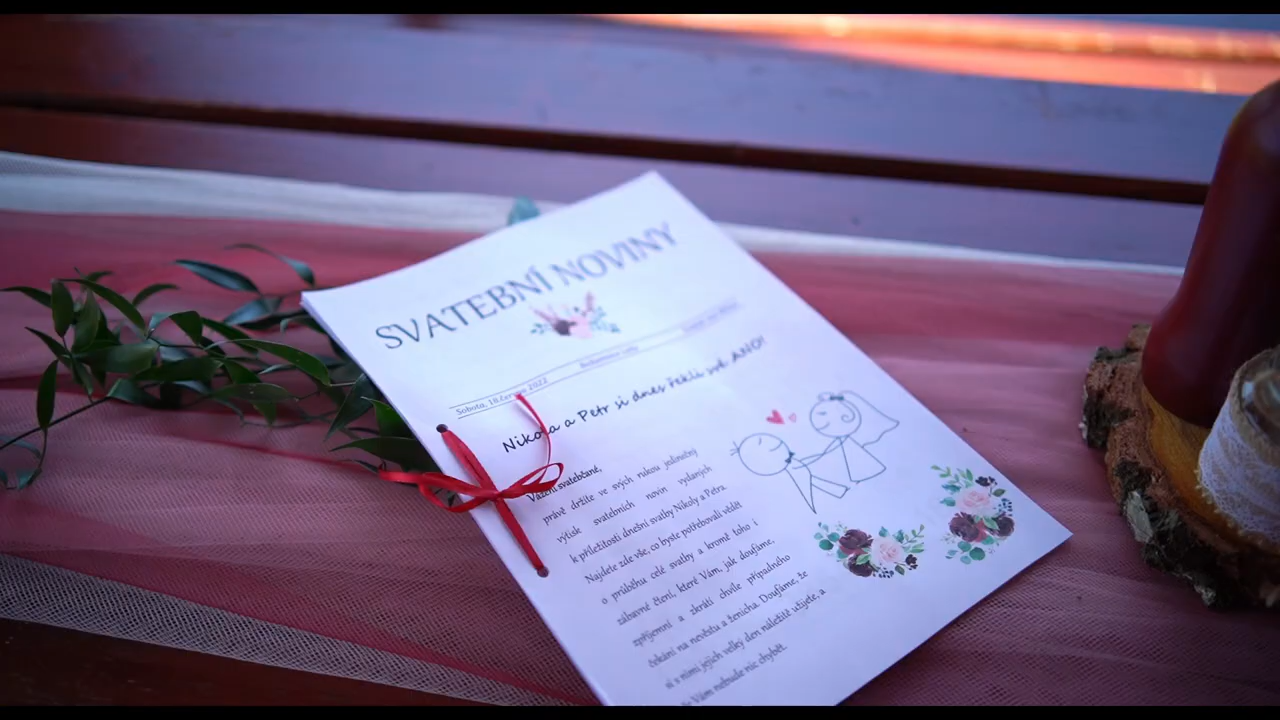 SVATEBNÍ NOVINY
Sobota, 18.června 2022
Nikola a Petr si dnes řekli své ANO!
Vážení svatebčané,
právě držíte ve svých rukou jedinečný
výtisk svatebních novin vydaných
k příležitosti dnešní svatby Nikoly a Petra.
Najdete zde vše, co byste potřebovali vědět
o průběhu celé svatby a kromě toho i
zábavné čtení, které Vám, jak doufáme,
zpříjemní a zkrátí chvíle případného
čekání na nevěstu a ženicha. Doufáme, že
si s nimi jejich velký den náležitě užijete, a
že Vám nebude nic chybět.